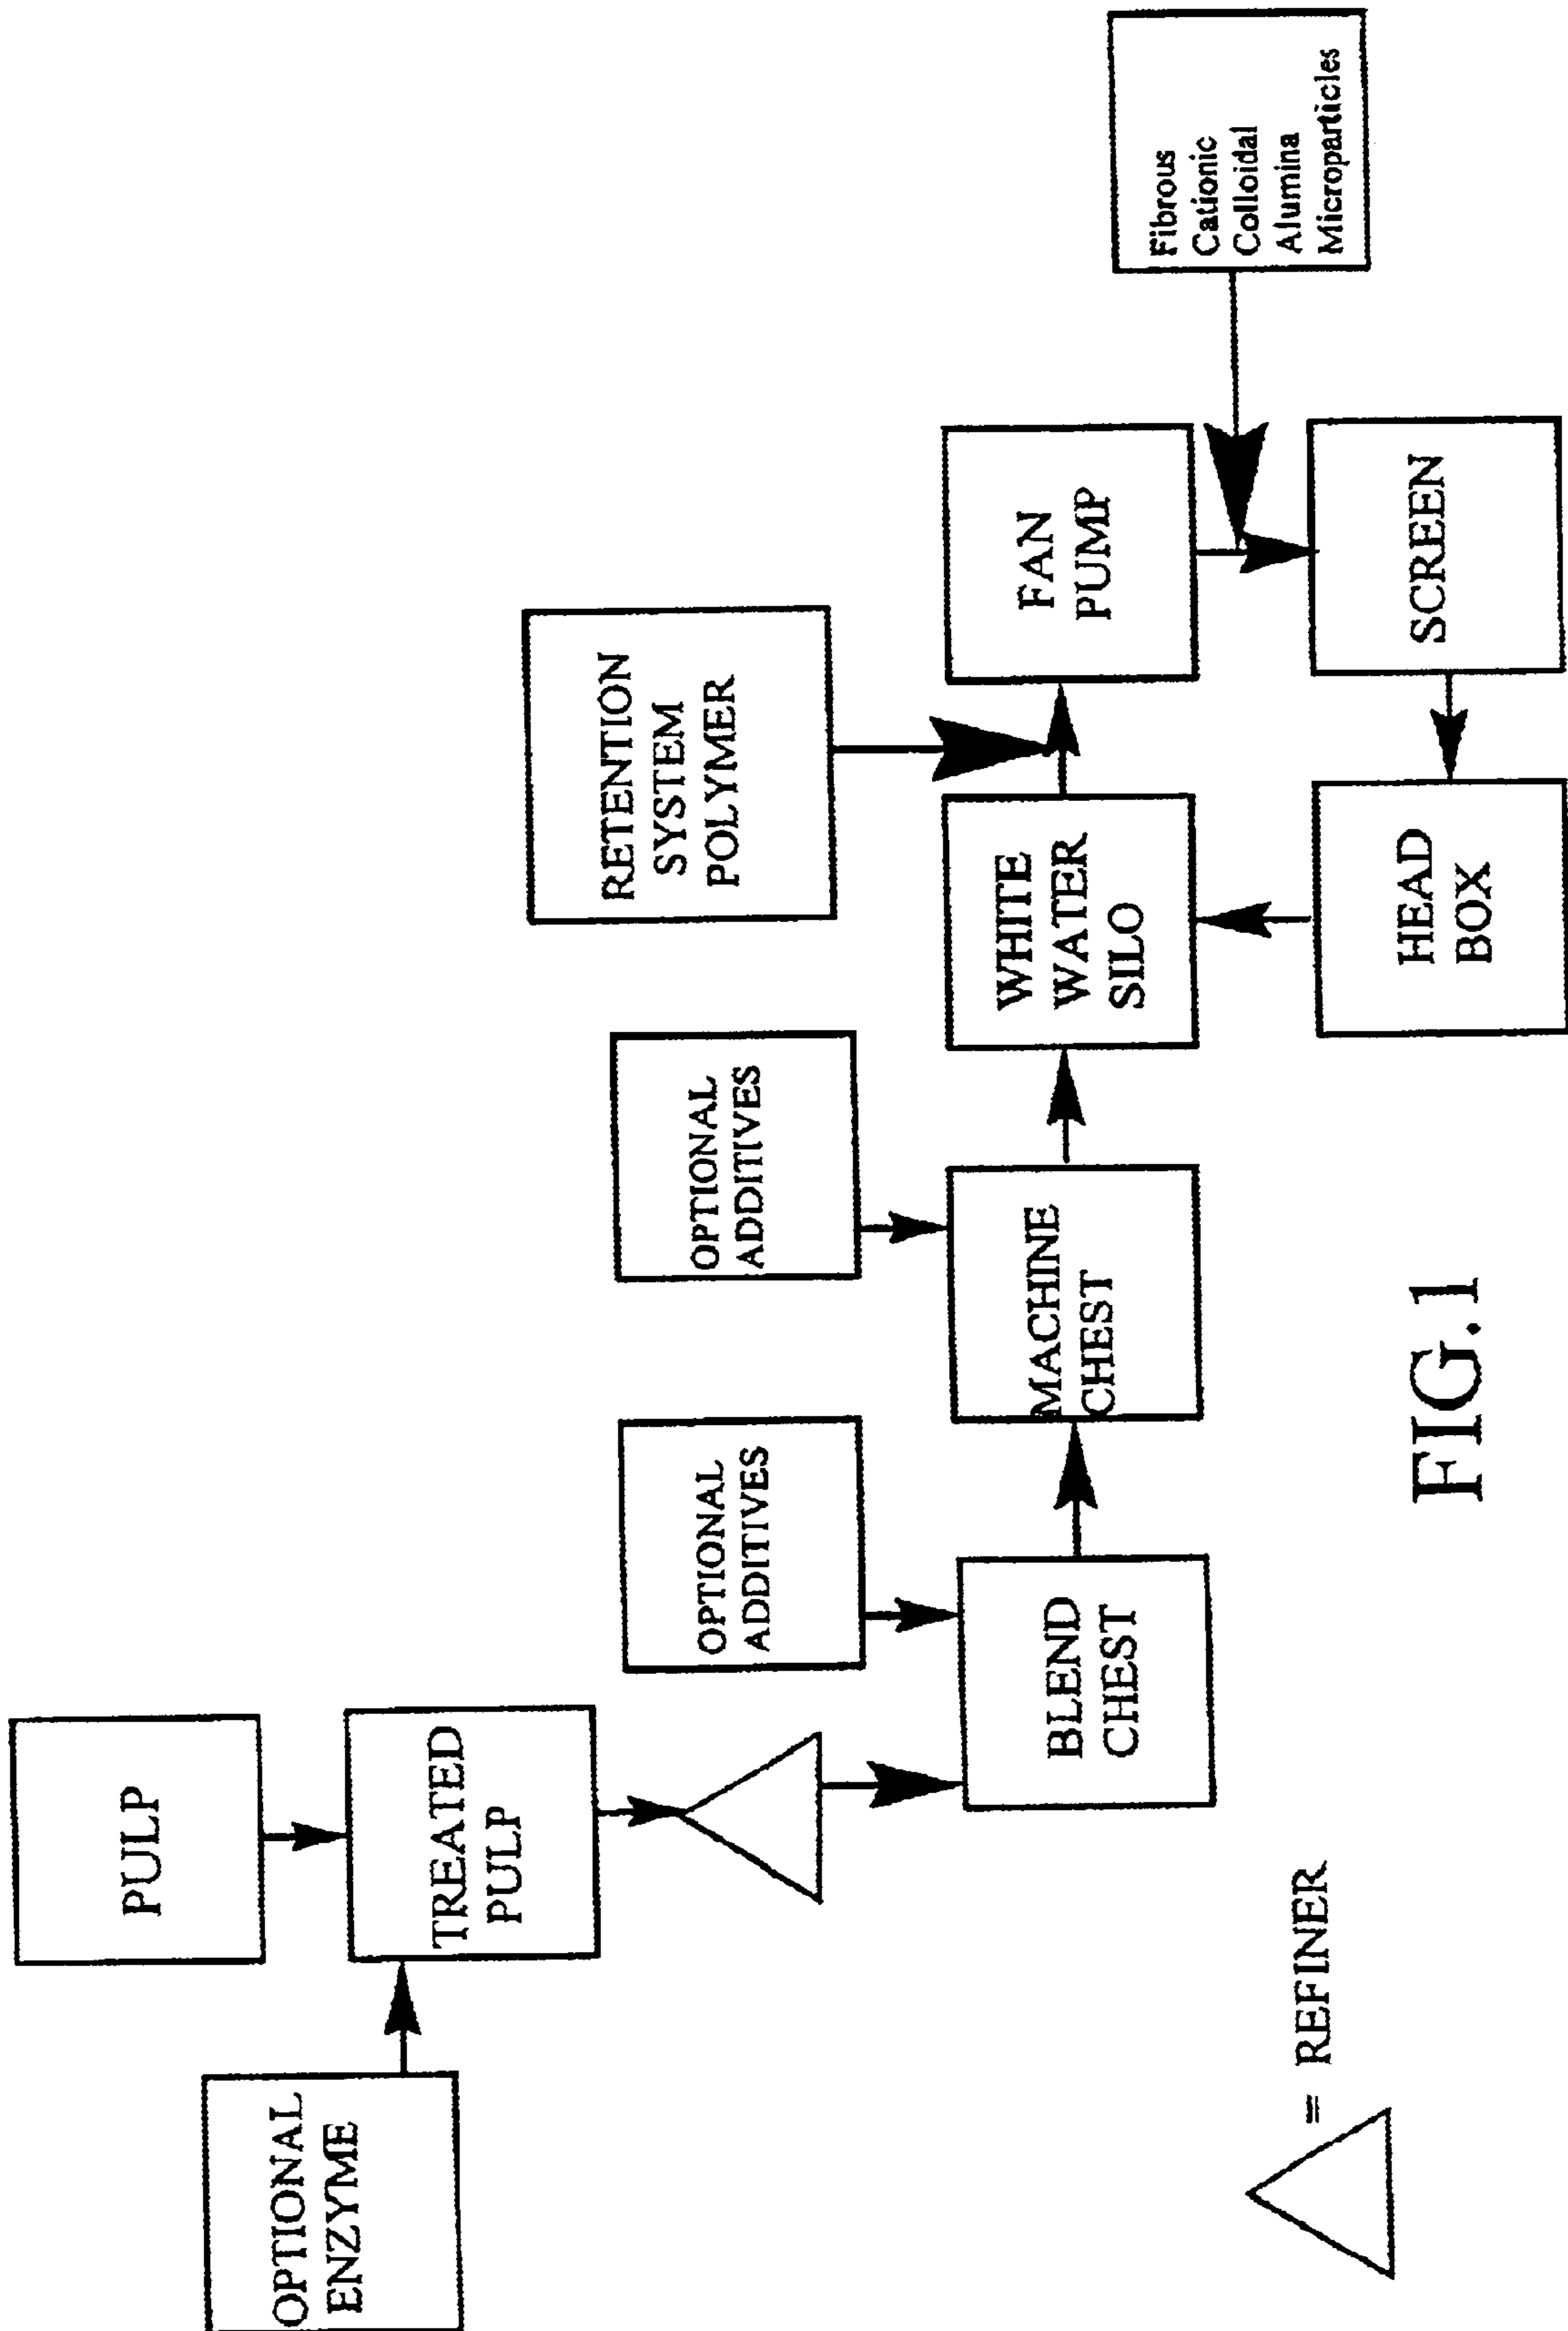 PULP
OPTIONAL
ENZYME
TREATED
PULP
OPTIONAL
ADDITIVES
OPTIONAL
ADDITIVES
RETENTION
SYSTEM
POLYMER
BLEND
CHEST
MACHINE
CHEST
WHITE
WATER
SILO
FAN
PUMP
Fibrous
Cationic
Colloidal
Alumina
Microparticles
HEAD
BOX
SCREEN
= REFINER
FIG.1